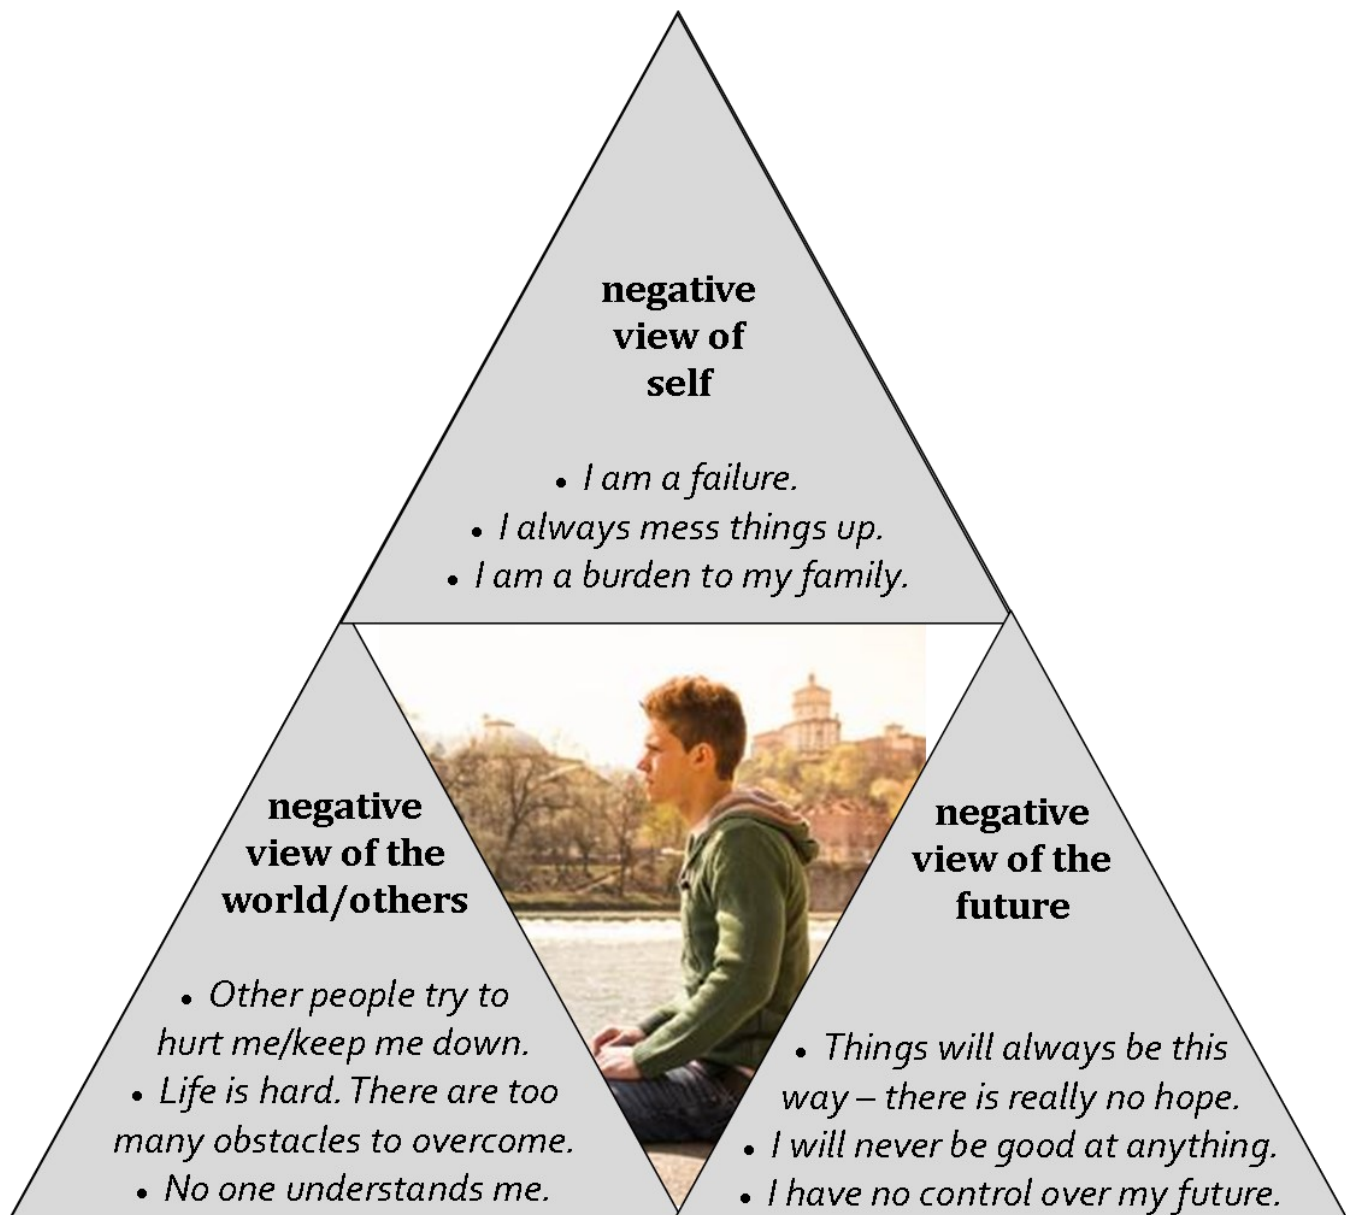 negative
view of
self
• I am a failure.
• I always mess things up.
• I am a burden to my family.
negative
view of the
world/others
• Other people try to
hurt me/keep me down.
• Life is hard. There are too
many obstacles to overcome.
• No one understands me.
negative
view of the
future
• Things will always be this
way – there is really no hope.
• I will never be good at anything.
• I have no control over my future.